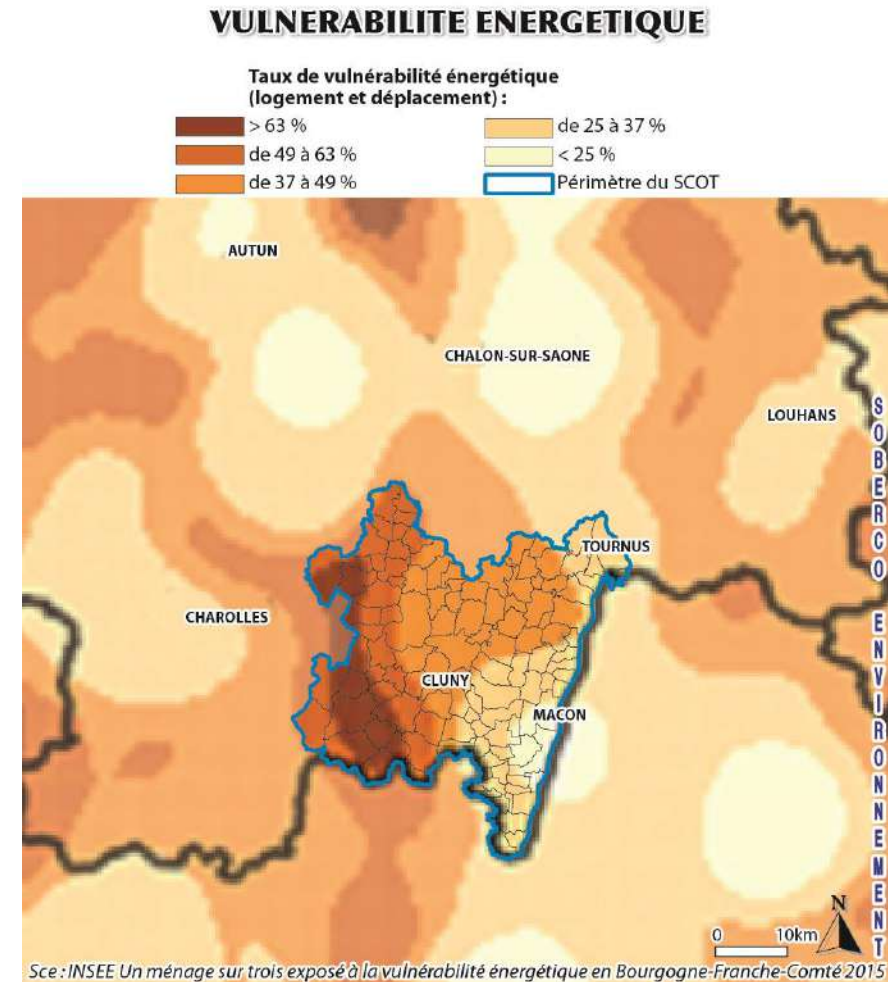 VULNERABILITE ENERGETIQUE
Taux de vulnérabilité énergétique
(logement et déplacement) :
> 63 %
de 49 à 63 %
de 37 à 49 %
de 25 à 37 %
< 25 %
Périmètre du SCOT
AUTUN
CHALON-SUR-SAONE
LOUHANS
TOURNUS
CHAROLLES
CLUNY
MACON
SOBERCO ENVIRONNEMENT
N
0 10km
Sce : INSEE Un ménage sur trois exposé à la vulnérabilité énergétique en Bourgogne-Franche-Comté 2015